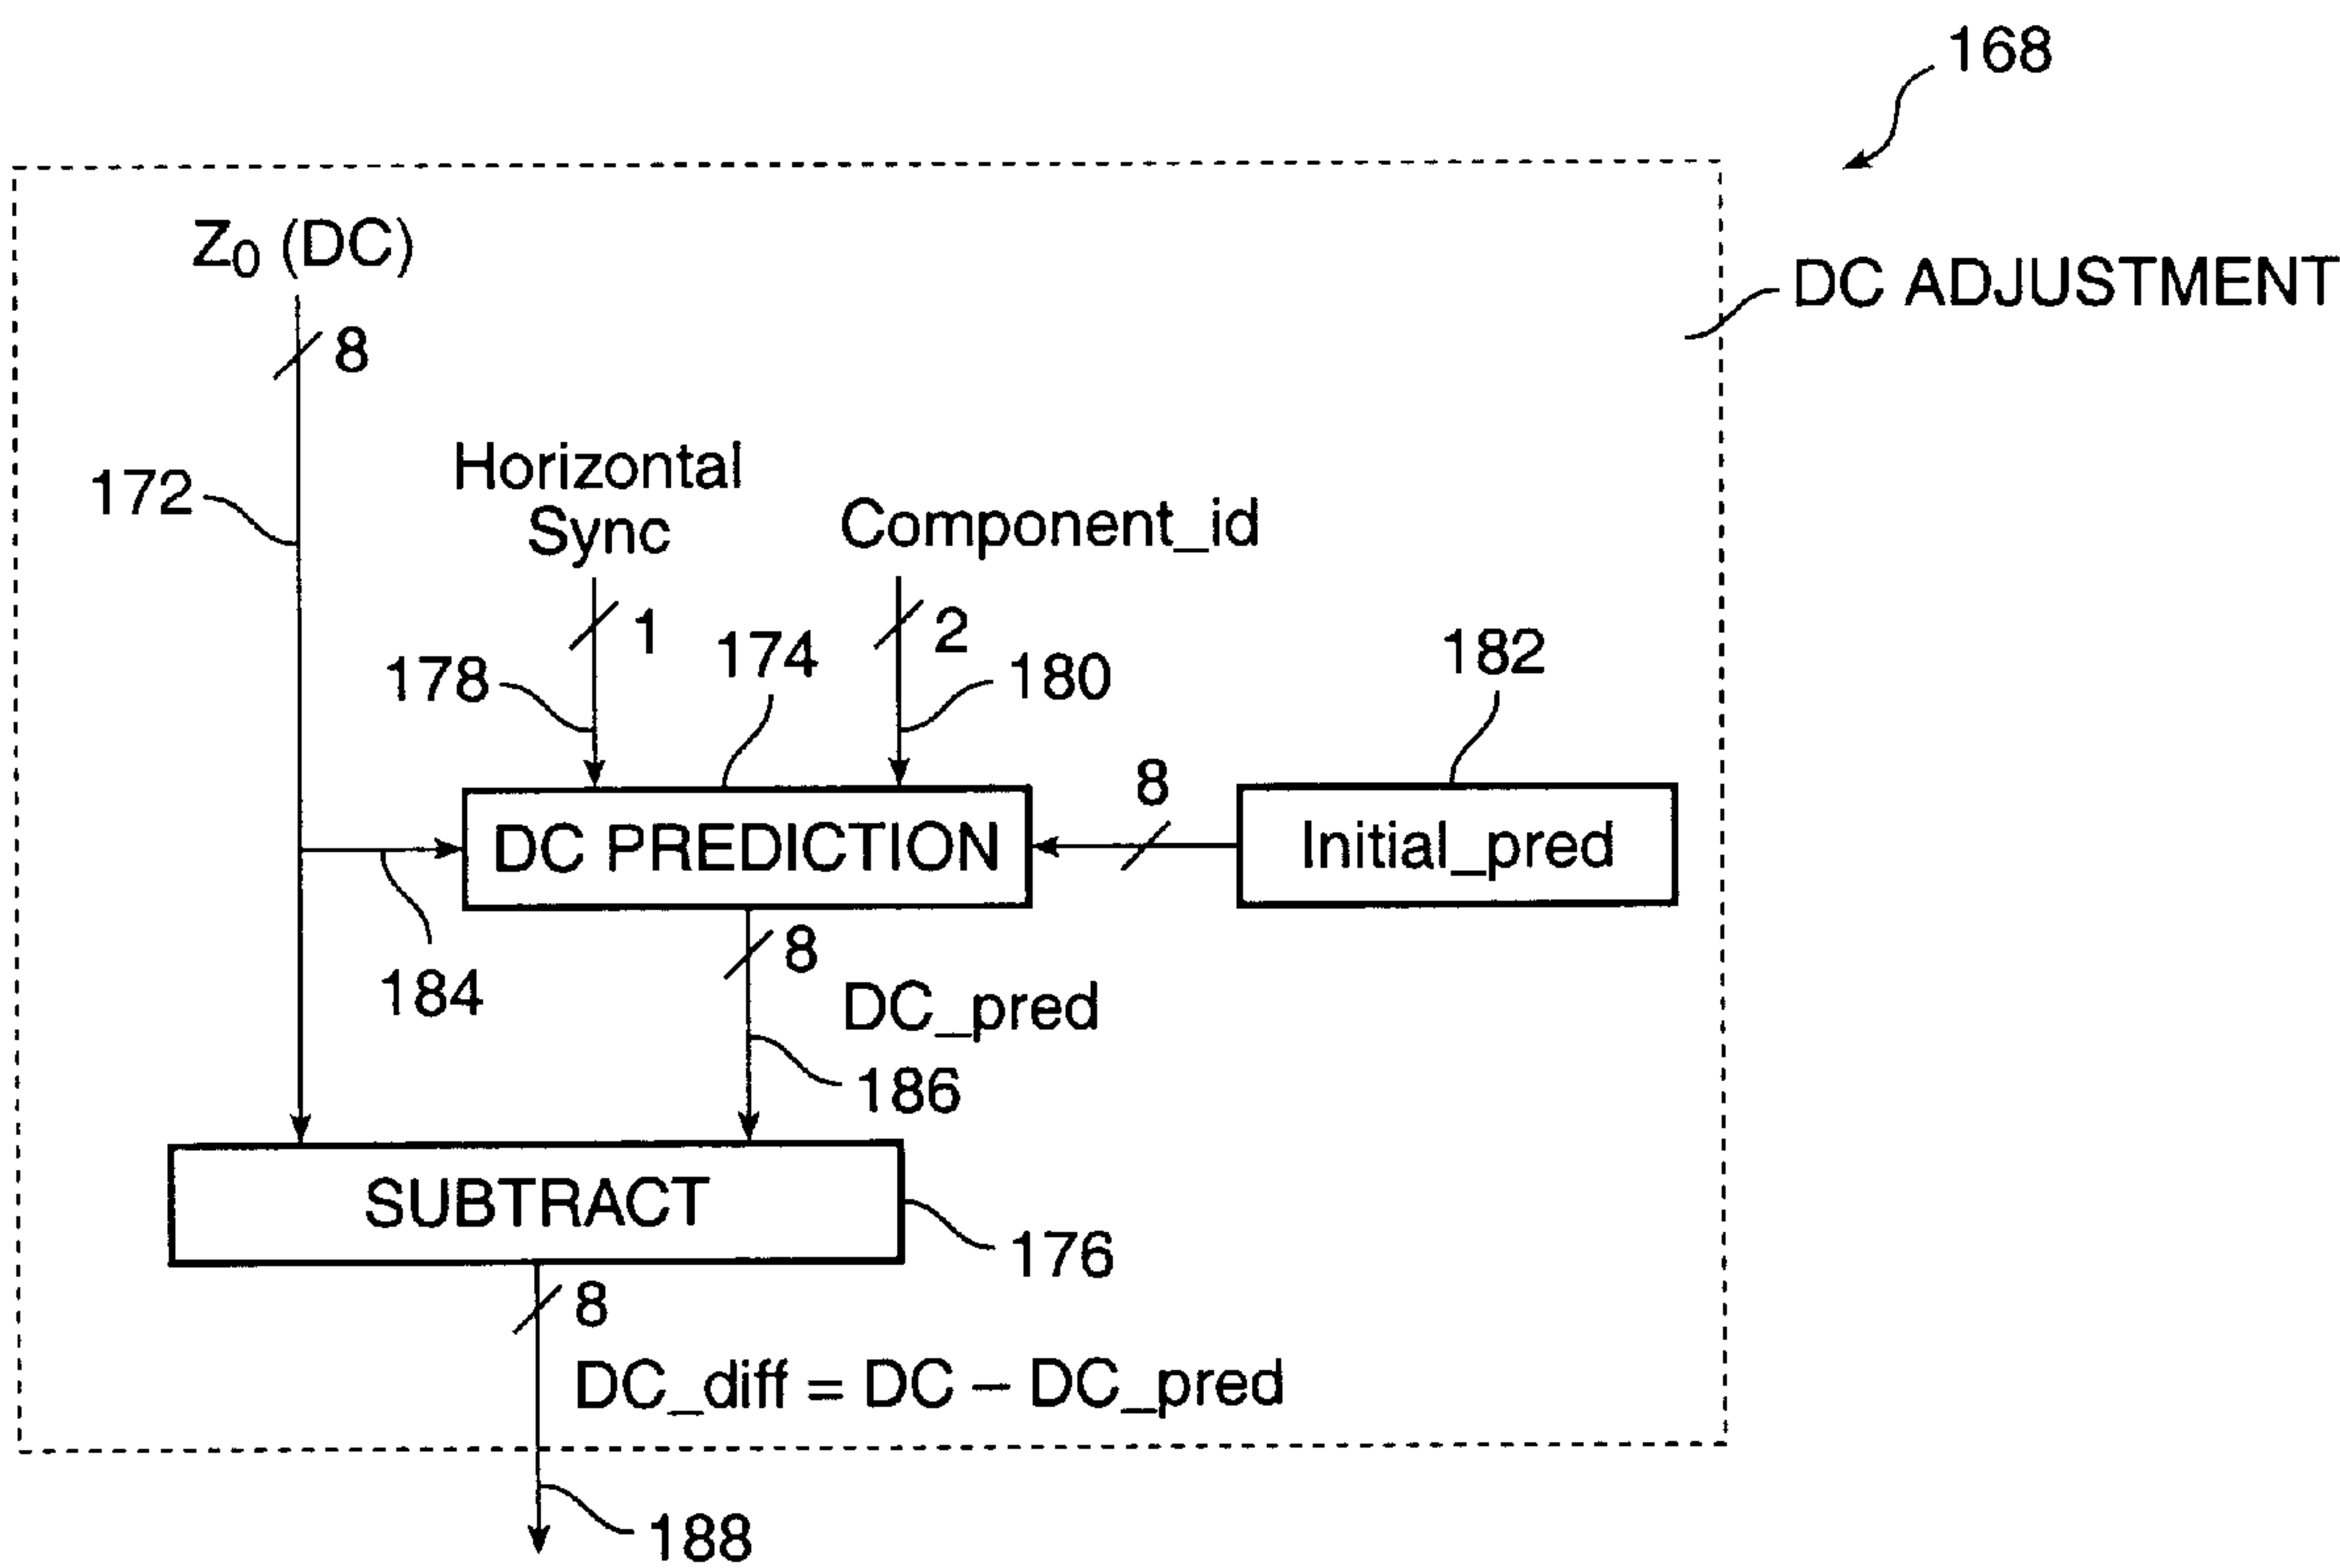 168
Z0 (DC)
DC ADJUSTMENT
8
172
Horizontal
Sync
Component_id
1
2
178
174
180
182
8
DC PREDICTION
Initial_pred
8
184
DC_pred
186
SUBTRACT
176
8
DC_diff = DC – DC_pred
188